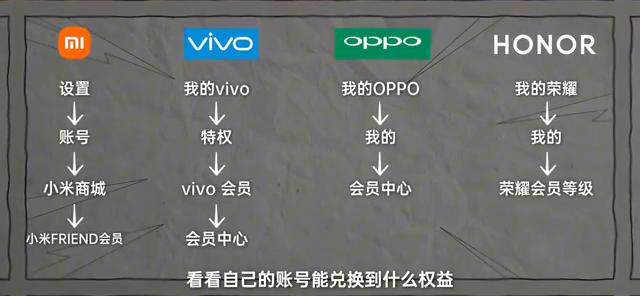 mi
vivo
oppo
HONOR
设置
我的vivo
我的OPPO
我的荣耀
账号
特权
我的
我的
小米商城
vivo 会员
会员中心
荣耀会员等级
小米FRIEND会员
会员中心
看看自己的账号能兑换到什么权益